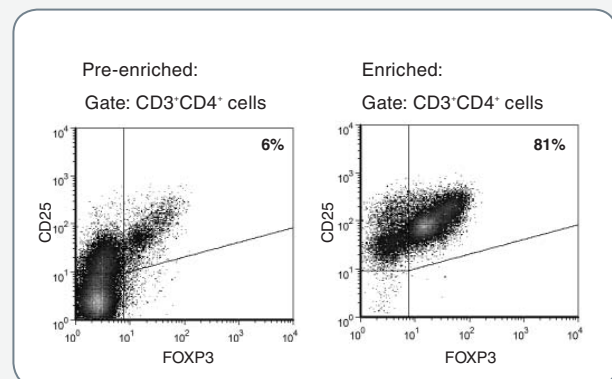 Pre-enriched:
Gate: CD3⁺CD4⁺ cells
6%
CD25
10⁴
10³
10²
10¹
10⁰
10⁰ 10¹ 10² 10³ 10⁴
FOXP3
Enriched:
Gate: CD3⁺CD4⁺ cells
81%
CD25
10⁴
10³
10²
10¹
10⁰
10⁰ 10¹ 10² 10³ 10⁴
FOXP3